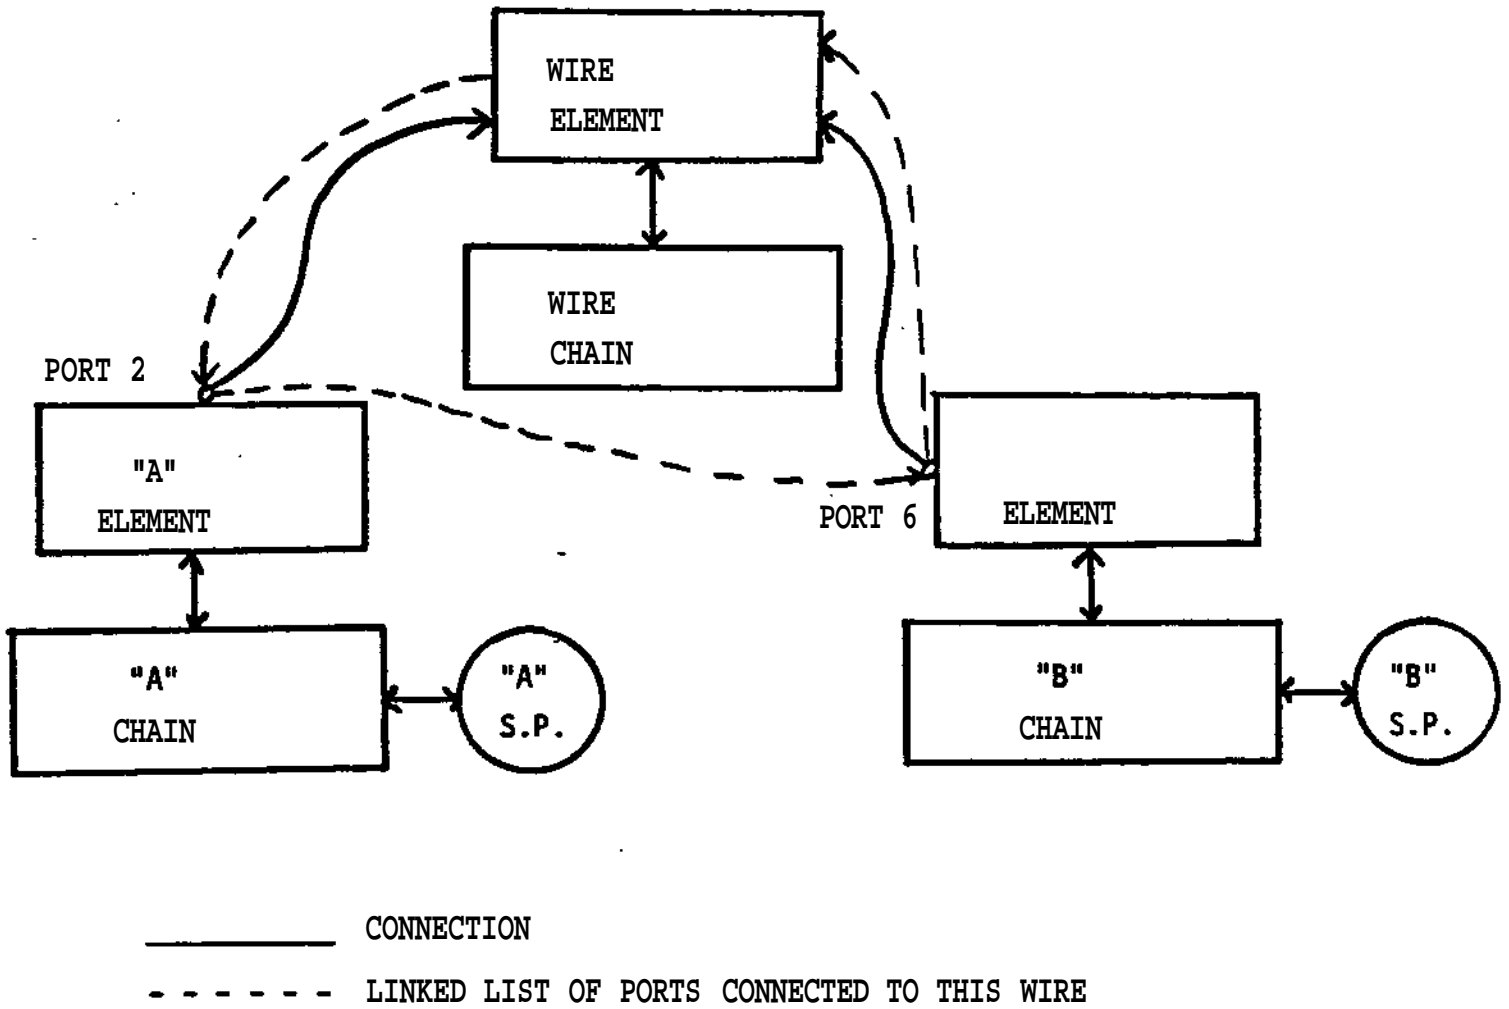 WIRE
ELEMENT
WIRE
CHAIN
PORT 2
"A"
ELEMENT
PORT 6
ELEMENT
"A"
CHAIN
"A"
S.P.
"B"
CHAIN
"B"
S.P.
CONNECTION
LINKED LIST OF PORTS CONNECTED TO THIS WIRE